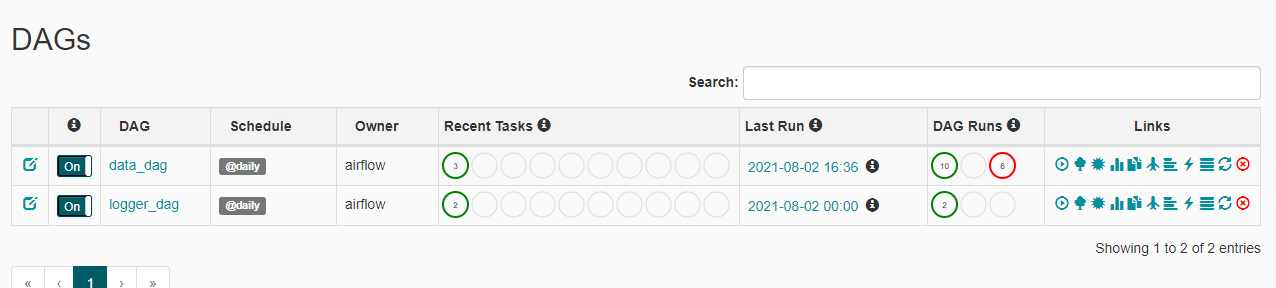 DAGs
Search:
DAG Schedule Owner Recent Tasks Last Run DAG Runs Links
On data_dag @daily airflow 3 2021-08-02 16:36 10 6
On logger_dag @daily airflow 2 2021-08-02 00:00 2
Showing 1 to 2 of 2 entries
« ‹ 1 › »